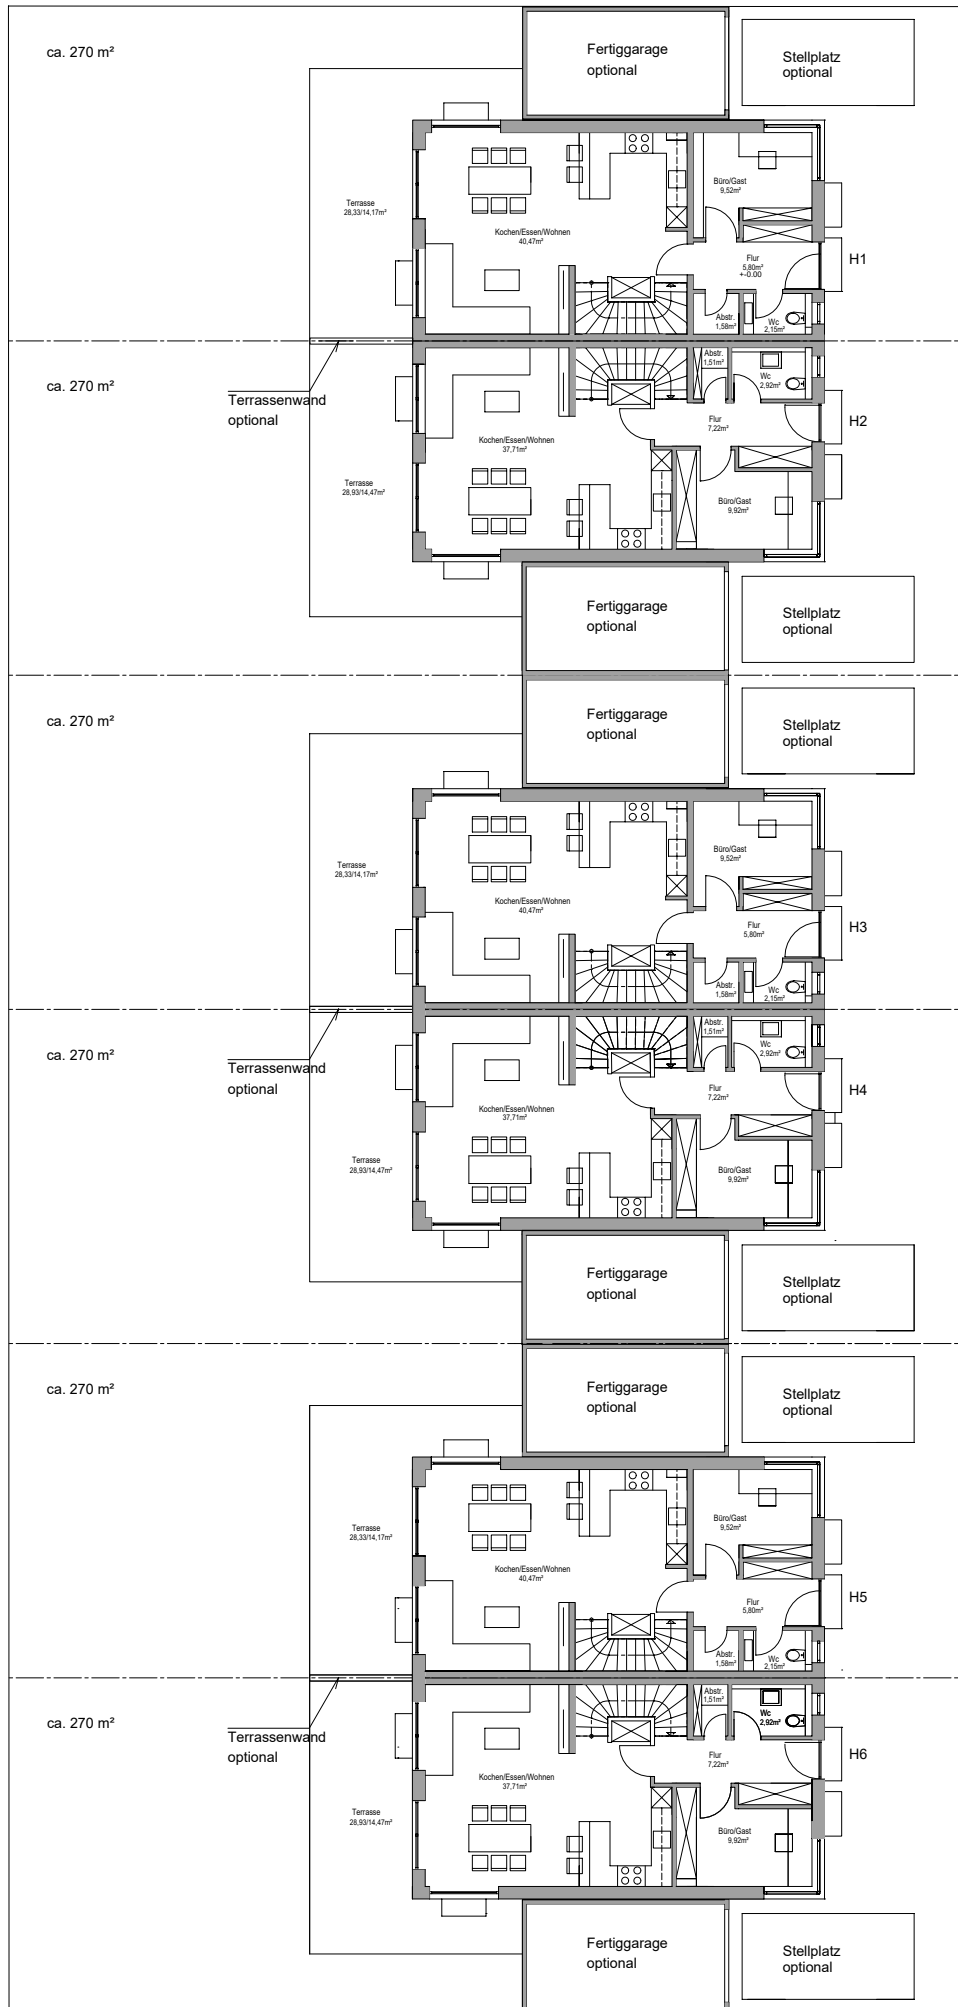 ca. 270 m²
Fertiggarage
optional
Stellplatz
optional
Büro/Gast
9,52m²
Terrasse
28,33/14,17m²
Kochen/Essen/Wohnen
40,47m²
Flur
5,80m²
+-0.00
H1
Abstr.
1,58m²
Wc
2,15m²
ca. 270 m²
Terrassenwand
optional
Abstr.
1,51m²
Wc
2,92m²
Flur
7,22m²
H2
Kochen/Essen/Wohnen
37,71m²
Terrasse
28,93/14,47m²
Büro/Gast
9,92m²
Fertiggarage
optional
Stellplatz
optional
ca. 270 m²
Fertiggarage
optional
Stellplatz
optional
Büro/Gast
9,52m²
Terrasse
28,33/14,17m²
Kochen/Essen/Wohnen
40,47m²
Flur
5,80m²
H3
Abstr.
1,58m²
Wc
2,15m²
ca. 270 m²
Terrassenwand
optional
Abstr.
1,51m²
Wc
2,92m²
Flur
7,22m²
H4
Kochen/Essen/Wohnen
37,71m²
Terrasse
28,93/14,47m²
Büro/Gast
9,92m²
Fertiggarage
optional
Stellplatz
optional
ca. 270 m²
Fertiggarage
optional
Stellplatz
optional
Büro/Gast
9,52m²
Terrasse
28,33/14,17m²
Kochen/Essen/Wohnen
40,47m²
Flur
5,80m²
H5
Abstr.
1,58m²
Wc
2,15m²
ca. 270 m²
Terrassenwand
optional
Abstr.
1,51m²
Wc
2,92m²
Flur
7,22m²
H6
Kochen/Essen/Wohnen
37,71m²
Terrasse
28,93/14,47m²
Büro/Gast
9,92m²
Fertiggarage
optional
Stellplatz
optional